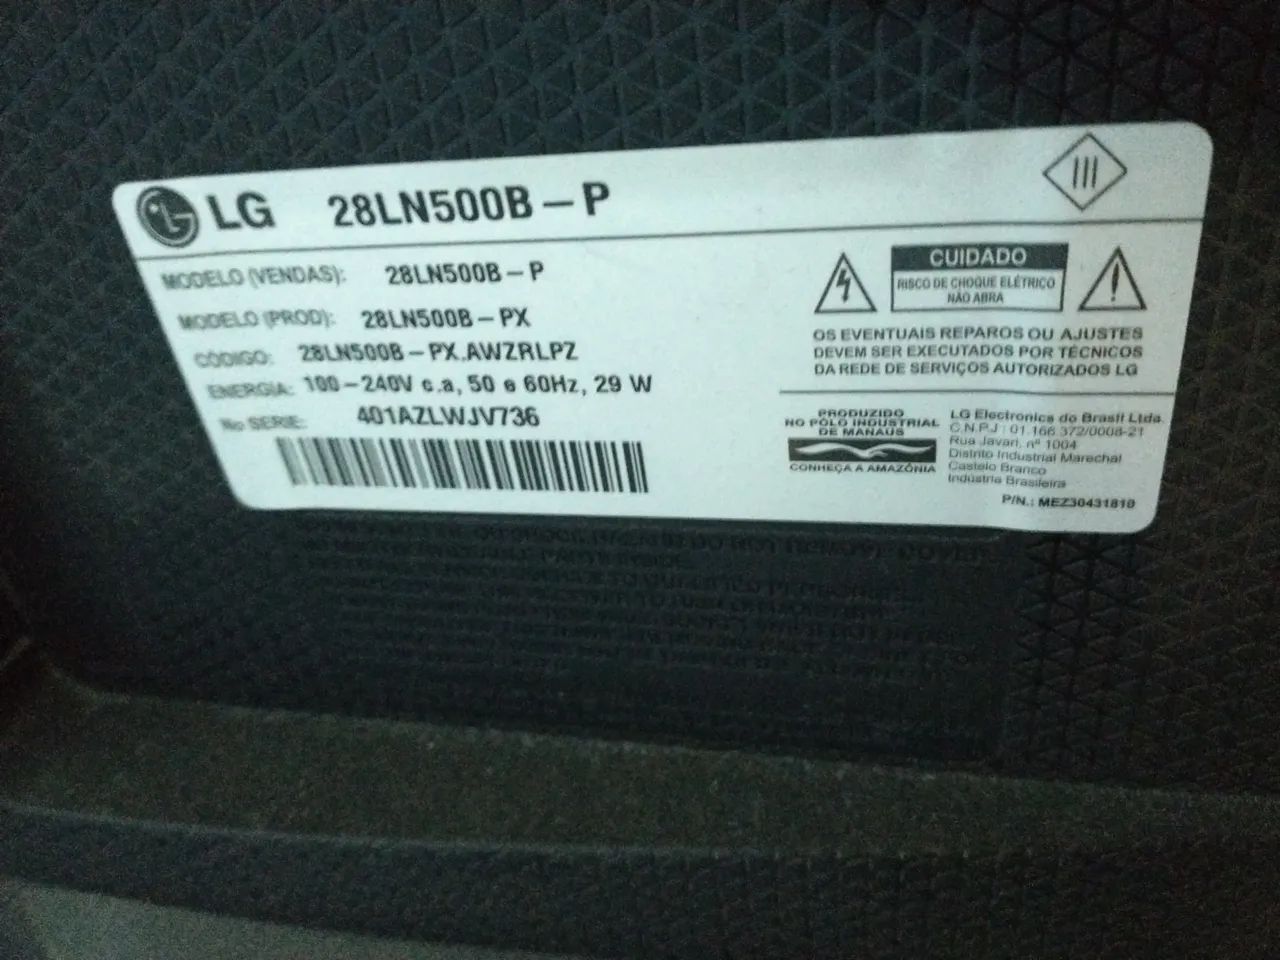 LG 28LN500B-P
MODELO (VENDAS): 28LN500B-P
MODELO (PROD): 28LN500B-PX
CÓDIGO: 28LN500B-PX.AWZRLPZ
ENERGIA: 100-240V c.a, 50 e 60Hz, 29 W
No SERIE: 401AZLWJV736
CUIDADO
RISCO DE CHOQUE ELÉTRICO
NÃO ABRA
OS EVENTUAIS REPAROS OU AJUSTES
DEVEM SER EXECUTADOS POR TÉCNICOS
DA REDE DE SERVIÇOS AUTORIZADOS LG
PRODUZIDO
NO PÓLO INDUSTRIAL
DE MANAUS
CONHEÇA A AMAZÔNIA
LG Electronics do Brasil Ltda.
C.N.P.J : 01.166.372/0008-21
Rua Javari, nº 1004
Distrito Industrial Marechal
Castelo Branco
Indústria Brasileira
P/N.: MEZ30431810